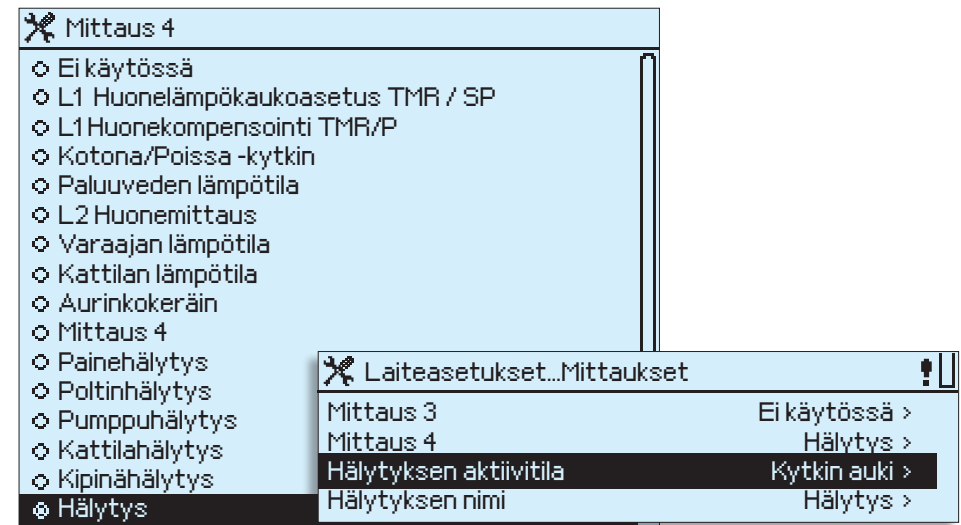 Mittaus 4
Ei käytössä
L1 Huonelämpökaukoasetus TMR / SP
L1 Huonekompensointi TMR/P
Kotona/Poissa -kytkin
Paluuveden lämpötila
L2 Huonemittaus
Varaajan lämpötila
Kattilan lämpötila
Aurinkokeräin
Mittaus 4
Painehälytys
Poltinhälytys
Pumppuhälytys
Kattilahälytys
Kipinähälytys
Hälytys
Laiteasetukset...Mittaukset
Mittaus 3 Ei käytössä >
Mittaus 4 Hälytys >
Hälytyksen aktiivitila Kytkin auki >
Hälytyksen nimi Hälytys >